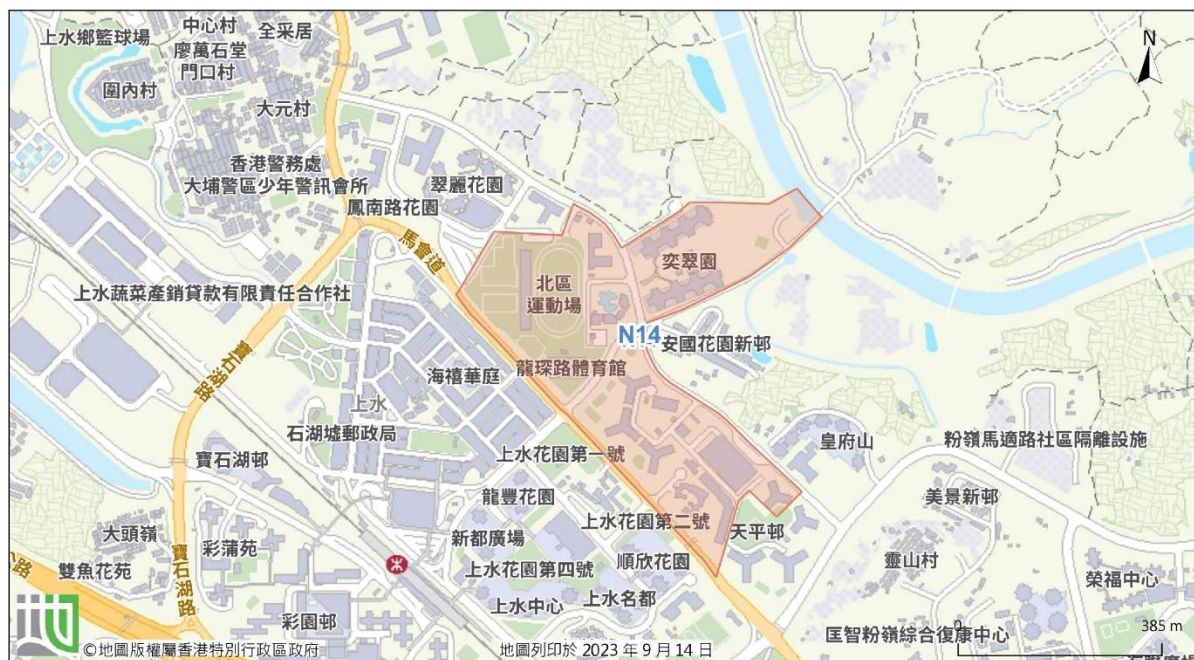 中心村
全采居
上水鄉籃球場
廖萬石堂
門口村
N
圍內村
大元村
香港警務處
大埔警區少年警訊會所
翠麗花園
鳳南路花園
馬會道
北區
運動場
奕翠園
上水蔬菜產銷貸款有限責任合作社
N14
安國花園新邨
寶石湖路
龍琛路體育館
海禧華庭
上水
石湖墟郵政局
皇府山
粉嶺馬適路社區隔離設施
寶石湖邨
上水花園第一號
美景新邨
龍豐花園
大頭嶺
彩蒲苑
新都廣場
上水花園第二號
天平邨
寶石湖路
順欣花園
靈山村
雙魚花苑
上水花園第四號
榮福中心
彩園邨
上水中心
上水名都
0
385 m
匡智粉嶺綜合復康中心
©地圖版權屬香港特別行政區政府
地圖列印於 2023 年 9 月 14 日